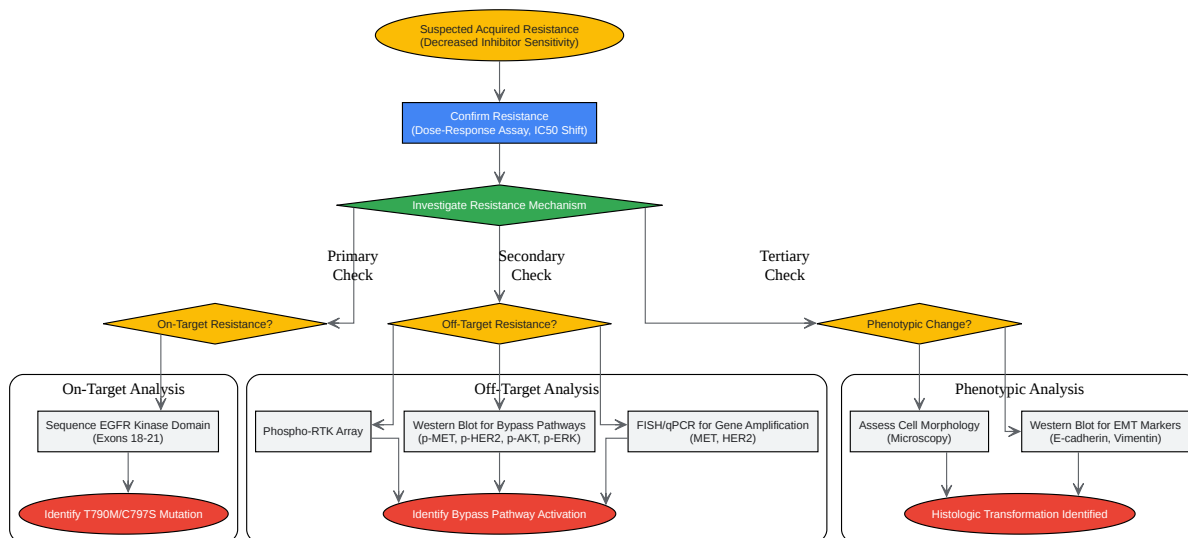 Suspected Acquired Resistance
(Decreased Inhibitor Sensitivity)
Confirm Resistance
(Dose-Response Assay, IC50 Shift)
Investigate Resistance Mechanism
Primary
Check
Secondary
Check
Tertiary
Check
On-Target Resistance?
Off-Target Resistance?
Phenotypic Change?
On-Target Analysis
Sequence EGFR Kinase Domain
(Exons 18-21)
Identify T790M/C797S Mutation
Off-Target Analysis
Phospho-RTK Array
Western Blot for Bypass Pathways
(p-MET, p-HER2, p-AKT, p-ERK)
FISH/qPCR for Gene Amplification
(MET, HER2)
Identify Bypass Pathway Activation
Phenotypic Analysis
Assess Cell Morphology
(Microscopy)
Western Blot for EMT Markers
(E-cadherin, Vimentin)
Histologic Transformation Identified